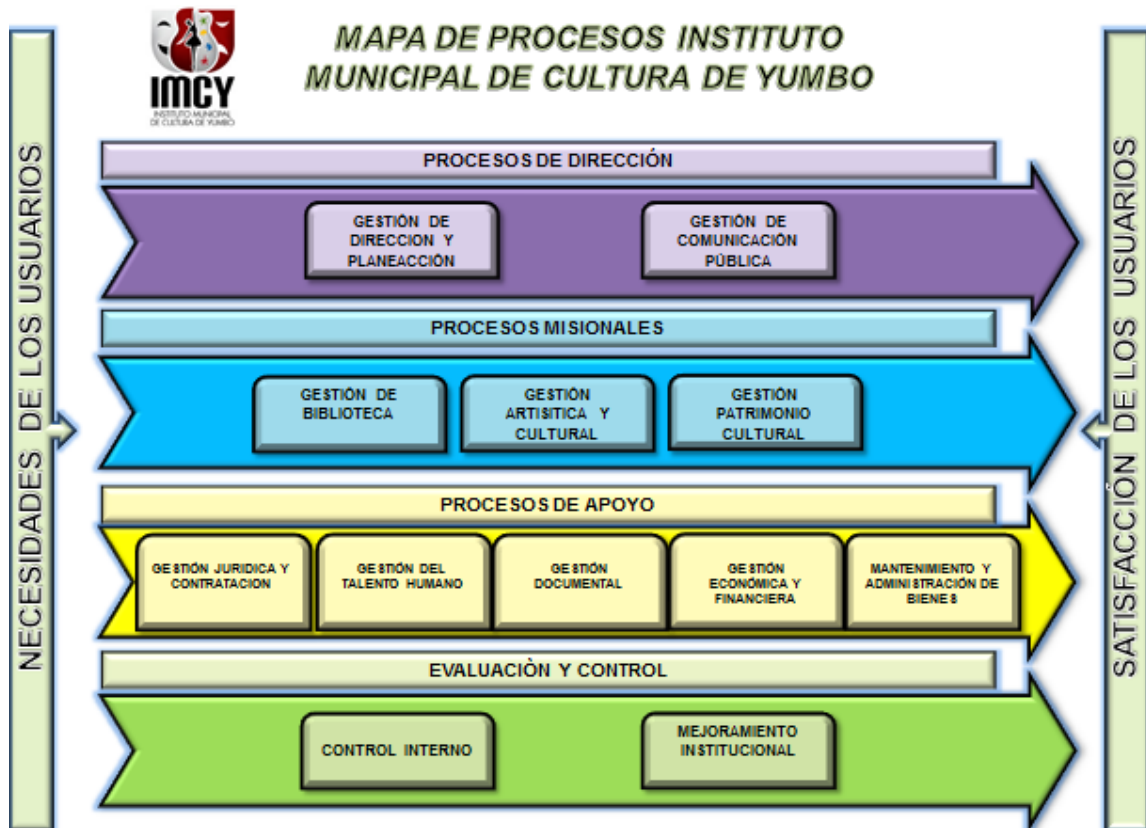 MAPA DE PROCESOS INSTITUTO
MUNICIPAL DE CULTURA DE YUMBO
IMCY
INSTITUTO MUNICIPAL
DE CULTURA DE YUMBO
NECESIDADES DE LOS USUARIOS
PROCESOS DE DIRECCIÓN
GESTIÓN DE
DIRECCION Y
PLANEACCIÓN
GESTIÓN DE
COMUNICACIÓN
PÚBLICA
PROCESOS MISIONALES
GESTIÓN DE
BIBLIOTECA
GESTIÓN
ARTISITICA Y
CULTURAL
GESTIÓN
PATRIMONIO
CULTURAL
PROCESOS DE APOYO
GESTIÓN JURIDICA Y
CONTRATACION
GESTIÓN DEL
TALENTO HUMANO
GESTIÓN
DOCUMENTAL
GESTIÓN
ECONÓMICA Y
FINANCIERA
MANTENIMIENTO Y
ADMINISTRACIÓN DE
BIENES
EVALUACIÒN Y CONTROL
CONTROL INTERNO
MEJORAMIENTO
INSTITUCIONAL
SATISFACCIÓN DE LOS USUARIOS